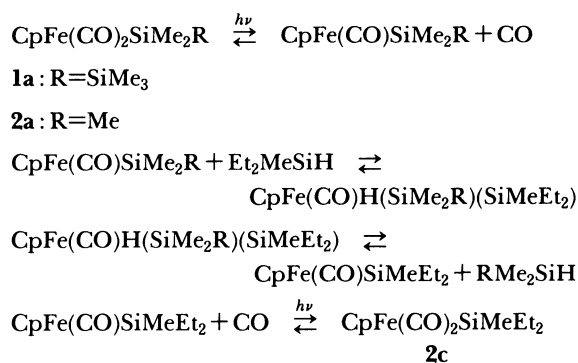 CpFe(CO)₂SiMe₂R hν ⇄ CpFe(CO)SiMe₂R + CO
1a : R=SiMe₃
2a : R=Me
CpFe(CO)SiMe₂R + Et₂MeSiH ⇄
CpFe(CO)H(SiMe₂R)(SiMeEt₂)
CpFe(CO)H(SiMe₂R)(SiMeEt₂) ⇄
CpFe(CO)SiMeEt₂ + RMe₂SiH
CpFe(CO)SiMeEt₂ + CO hν ⇄ CpFe(CO)₂SiMeEt₂
2c